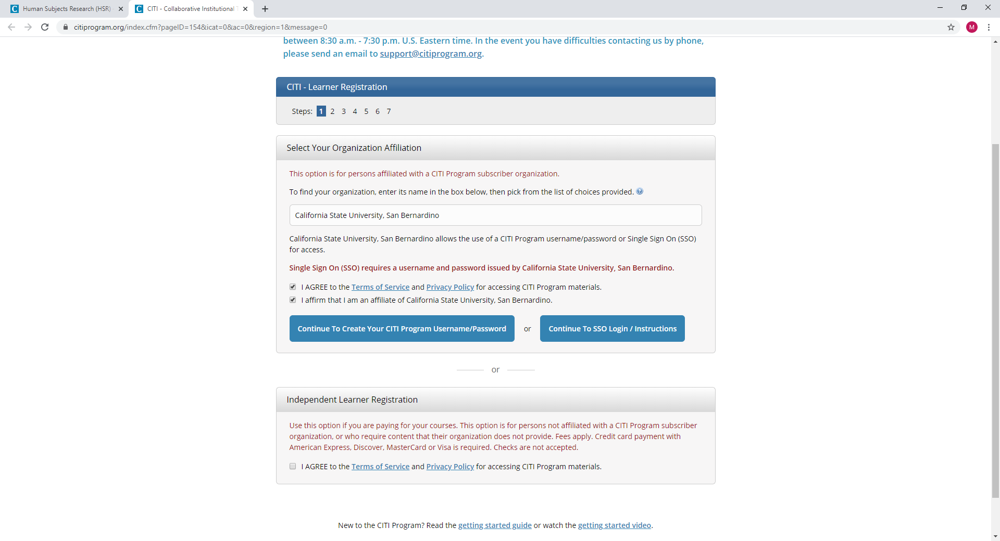 Human Subjects Research (HSR)
CITI - Collaborative Institutional
citiprogram.org/index.cfm?pageID=154&icat=0&ac=0&region=1&message=0
M
between 8:30 a.m. - 7:30 p.m. U.S. Eastern time. In the event you have difficulties contacting us by phone,
please send an email to support@citiprogram.org.
CITI - Learner Registration
Steps: 1 2 3 4 5 6 7
Select Your Organization Affiliation
This option is for persons affiliated with a CITI Program subscriber organization.
To find your organization, enter its name in the box below, then pick from the list of choices provided.
California State University, San Bernardino
California State University, San Bernardino allows the use of a CITI Program username/password or Single Sign On (SSO)
for access.
Single Sign On (SSO) requires a username and password issued by California State University, San Bernardino.
I AGREE to the Terms of Service and Privacy Policy for accessing CITI Program materials.
I affirm that I am an affiliate of California State University, San Bernardino.
Continue To Create Your CITI Program Username/Password or Continue To SSO Login / Instructions
or
Independent Learner Registration
Use this option if you are paying for your courses. This option is for persons not affiliated with a CITI Program subscriber
organization, or who require content that their organization does not provide. Fees apply. Credit card payment with
American Express, Discover, MasterCard or Visa is required. Checks are not accepted.
I AGREE to the Terms of Service and Privacy Policy for accessing CITI Program materials.
New to the CITI Program? Read the getting started guide or watch the getting started video.